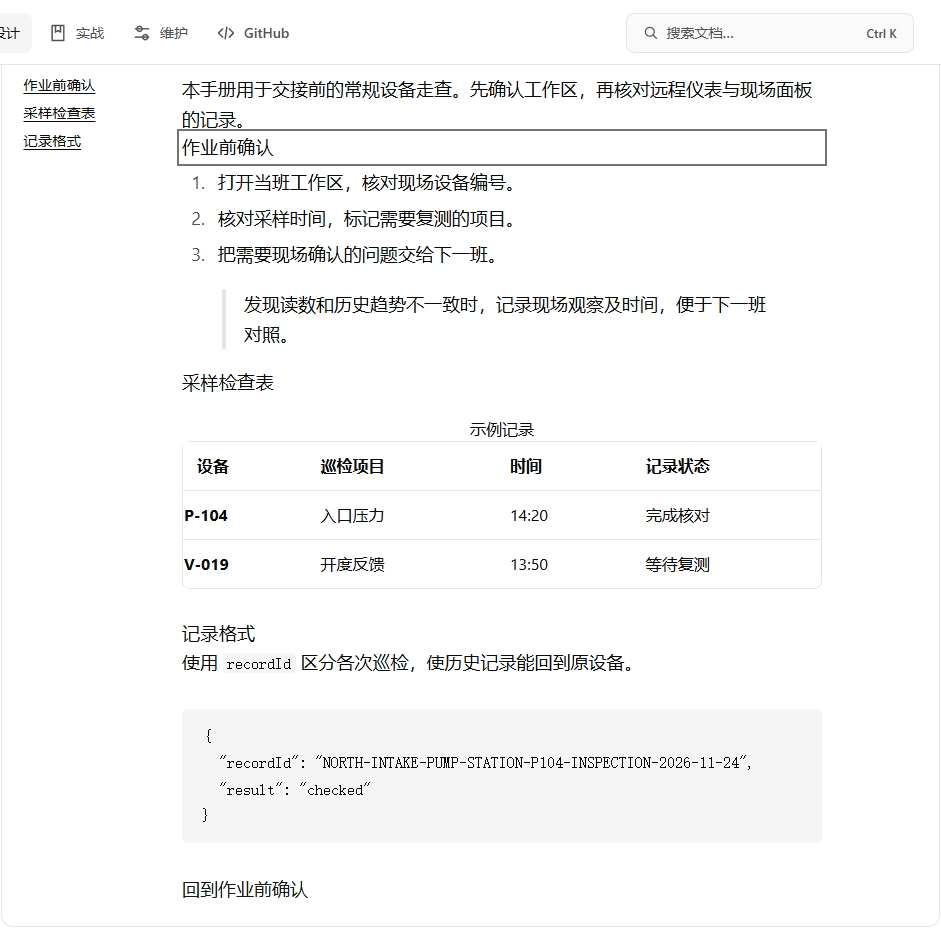 设计 实战 维护 GitHub 搜索文档... Ctrl K
作业前确认
采样检查表
记录格式
本手册用于交接前的常规设备走查。先确认工作区，再核对远程仪表与现场面板
的记录。
作业前确认
1. 打开当班工作区，核对现场设备编号。
2. 核对采样时间，标记需要复测的项目。
3. 把需要现场确认的问题交给下一班。
发现读数和历史趋势不一致时，记录现场观察及时间，便于下一班
对照。
采样检查表
示例记录
设备 巡检项目 时间 记录状态
P-104 入口压力 14:20 完成核对
V-019 开度反馈 13:50 等待复测
记录格式
使用 recordId 区分各次巡检，使历史记录能回到原设备。
{
  "recordId": "NORTH-INTAKE-PUMP-STATION-P104-INSPECTION-2026-11-24",
  "result": "checked"
}
回到作业前确认